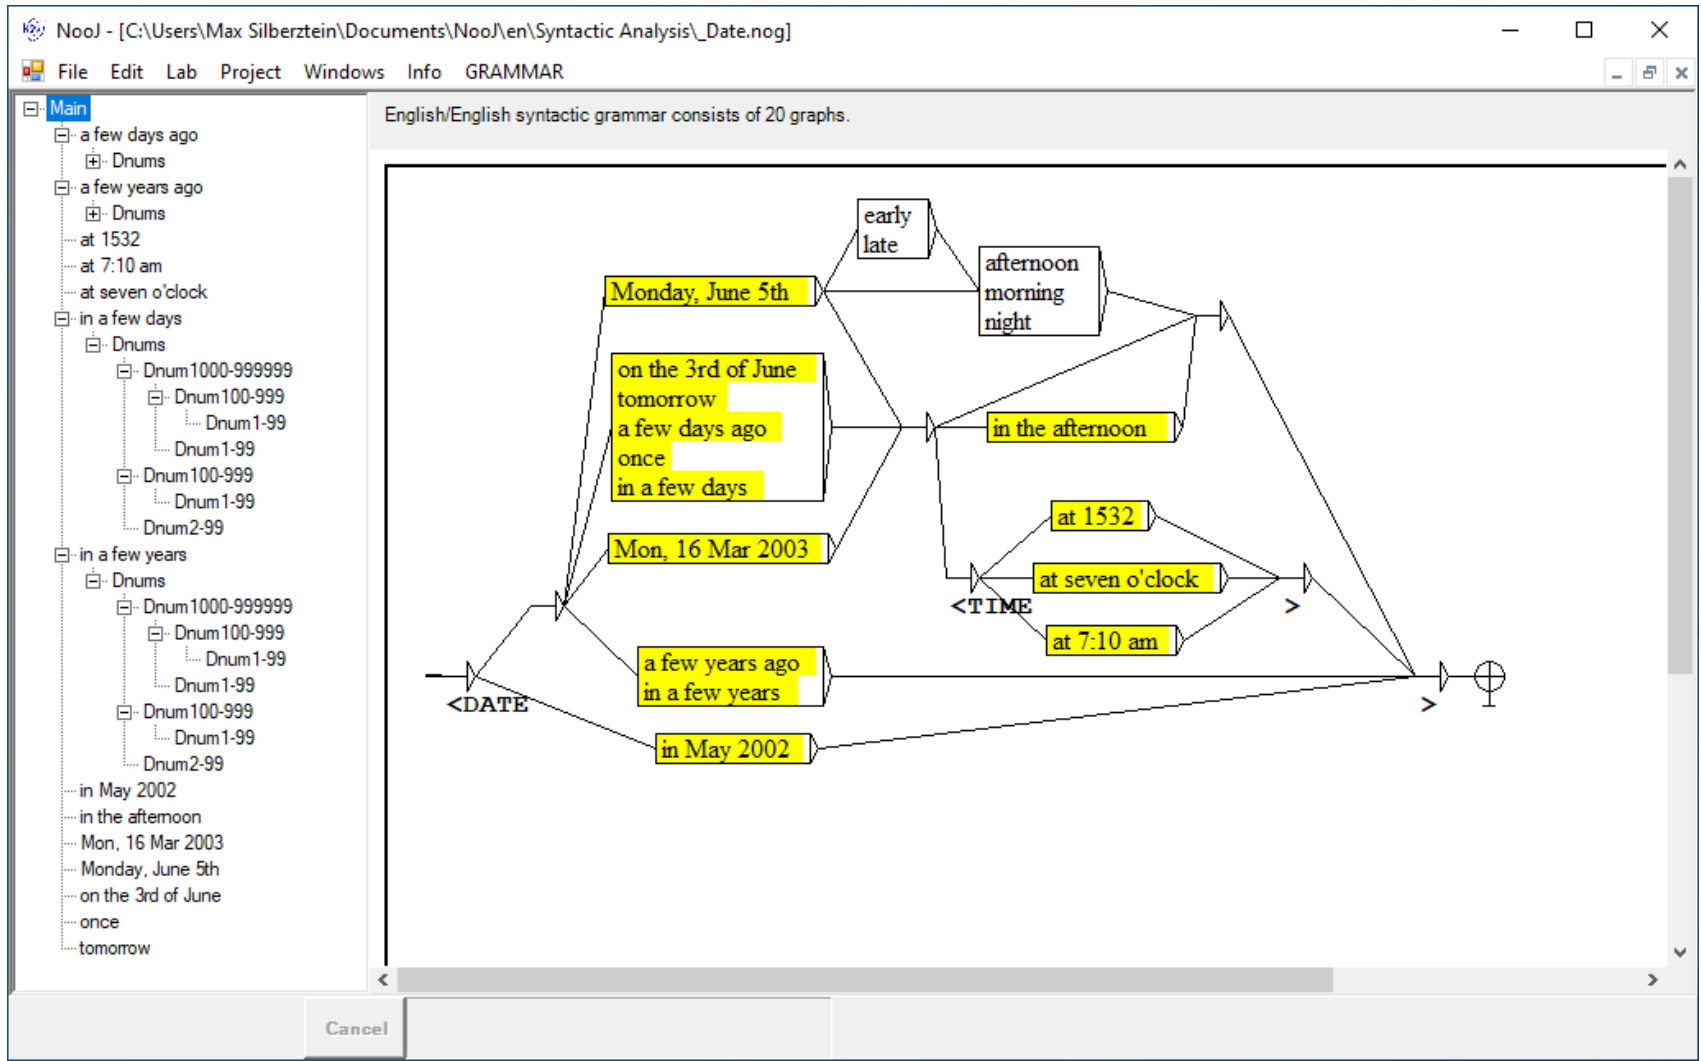 NooJ - [C:\Users\Max Silberztein\Documents\NooJ\en\Syntactic Analysis\_Date.nog]
File Edit Lab Project Windows Info GRAMMAR
Main
a few days ago
Dnums
a few years ago
Dnums
at 1532
at 7:10 am
at seven o'clock
in a few days
Dnums
Dnum1000-999999
Dnum100-999
Dnum1-99
Dnum1-99
Dnum100-999
Dnum1-99
Dnum2-99
in a few years
Dnums
Dnum1000-999999
Dnum100-999
Dnum1-99
Dnum1-99
Dnum100-999
Dnum1-99
Dnum2-99
in May 2002
in the afternoon
Mon, 16 Mar 2003
Monday, June 5th
on the 3rd of June
once
tomorrow
English/English syntactic grammar consists of 20 graphs.
early
late
afternoon
morning
night
Monday, June 5th
on the 3rd of June
tomorrow
a few days ago
once
in a few days
in the afternoon
Mon, 16 Mar 2003
at 1532
at seven o'clock
<TIME >
at 7:10 am
a few years ago
in a few years
<DATE >
in May 2002
Cancel